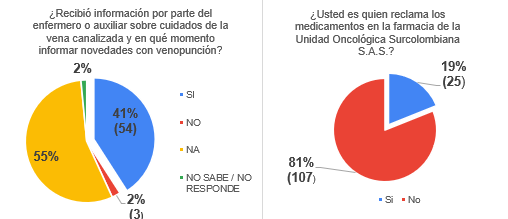 ¿Recibió información por parte del
enfermero o auxiliar sobre cuidados de la
vena canalizada y en qué momento
informar novedades con venopunción?
2%
41%
(54)
55%
2%
(3)
SI
NO
NA
NO SABE / NO
RESPONDE
¿Usted es quien reclama los
medicamentos en la farmacia de la
Unidad Oncológica Surcolombiana
S.A.S.?
19%
(25)
81%
(107)
Si
No